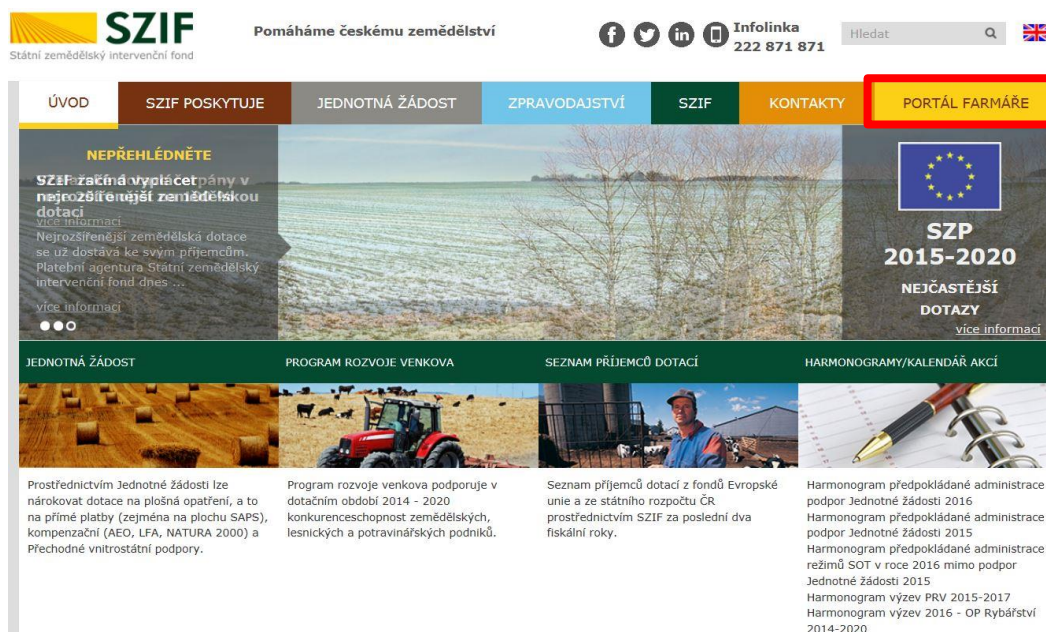 SZIF
Státní zemědělský intervenční fond
Pomáháme českému zemědělství
Infolinka
222 871 871
Hledat
ÚVOD
SZIF POSKYTUJE
JEDNOTNÁ ŽÁDOST
ZPRAVODAJSTVÍ
SZIF
KONTAKTY
PORTÁL FARMÁŘE
NEPŘEHLÉDNĚTE
SZIF začíná vyplácet
nejrozšířenější zemědělskou
dotaci
více informací
Nejrozšířenější zemědělská dotace
se už dostává ke svým příjemcům.
Platební agentura Státní zemědělský
intervenční fond dnes ...
více informací
SZP
2015-2020
NEJČASTĚJŠÍ
DOTAZY
více informací
JEDNOTNÁ ŽÁDOST
Prostřednictvím Jednotné žádosti lze
nárokovat dotace na plošná opatření, a to
na přímé platby (zejména na plochu SAPS),
kompenzační (AEO, LFA, NATURA 2000) a
Přechodné vnitrostátní podpory.
PROGRAM ROZVOJE VENKOVA
Program rozvoje venkova podporuje v
dotačním období 2014 - 2020
konkurenceschopnost zemědělských,
lesnických a potravinářských podniků.
SEZNAM PŘÍJEMCŮ DOTACÍ
Seznam příjemců dotací z fondů Evropské
unie a ze státního rozpočtu ČR
prostřednictvím SZIF za poslední dva
fiskální roky.
HARMONOGRAMY/KALENDÁŘ AKCÍ
Harmonogram předpokládané administrace
podpor Jednotné žádosti 2016
Harmonogram předpokládané administrace
podpor Jednotné žádosti 2015
Harmonogram předpokládané administrace
režimů SOT v roce 2016 mimo podpor
Jednotné žádosti 2015
Harmonogram výzev PRV 2015-2017
Harmonogram výzev 2016 - OP Rybářství
2014-2020